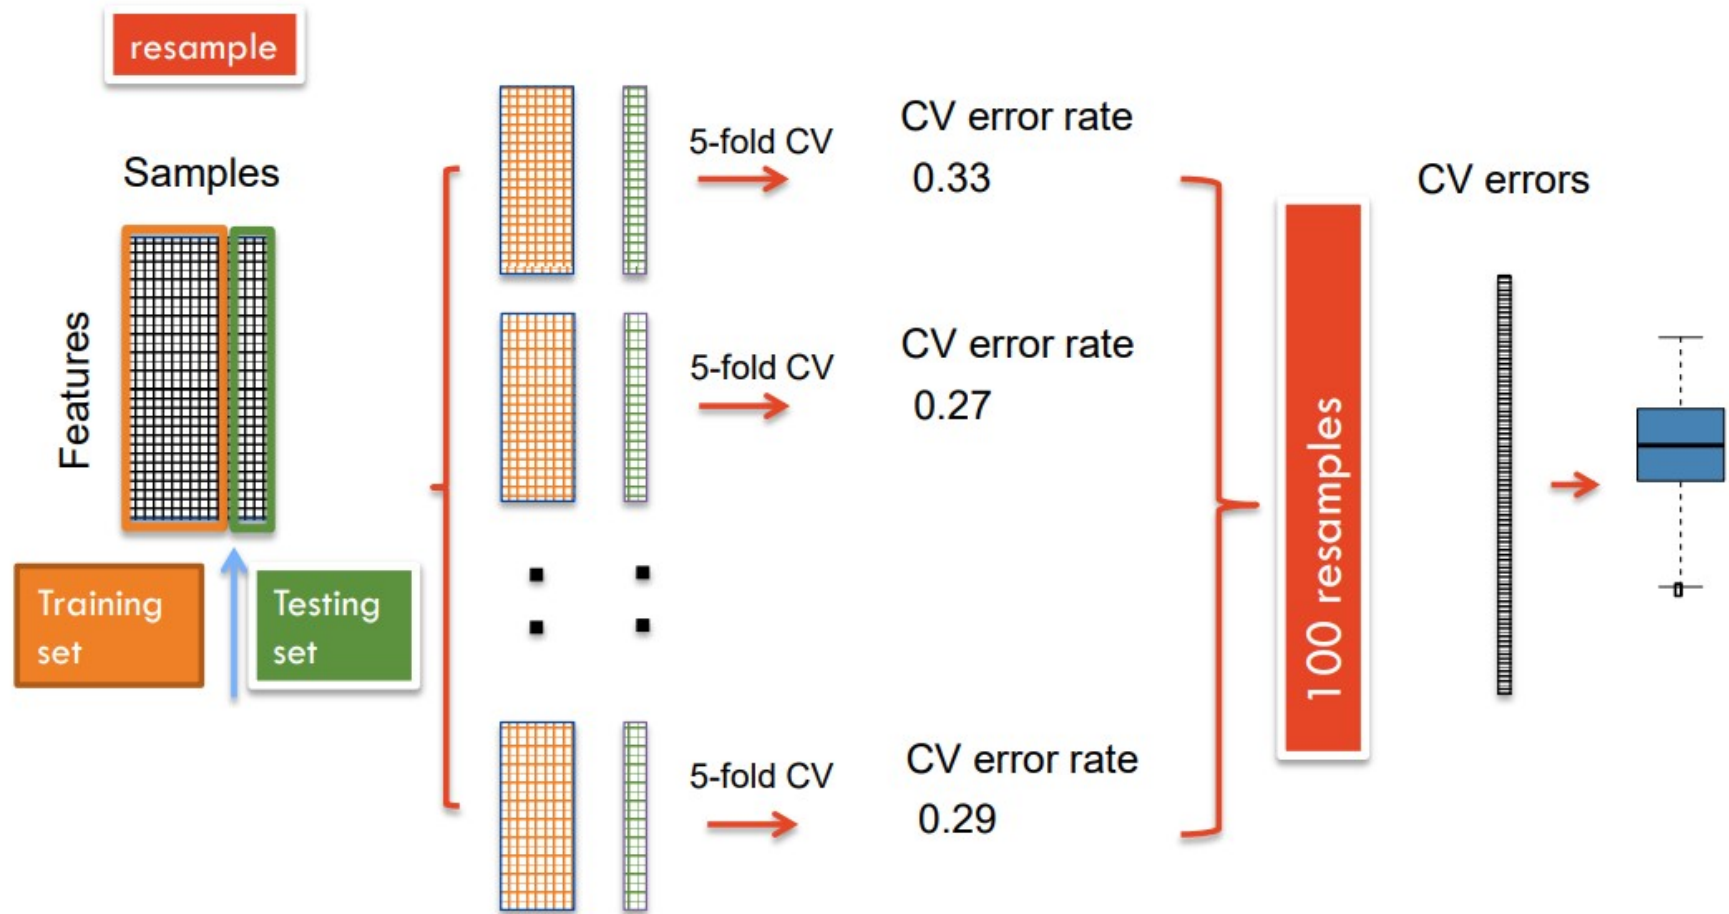 resample
Samples
Features
Training
set
Testing
set
5-fold CV
CV error rate
0.33
5-fold CV
CV error rate
0.27
5-fold CV
CV error rate
0.29
100 resamples
CV errors